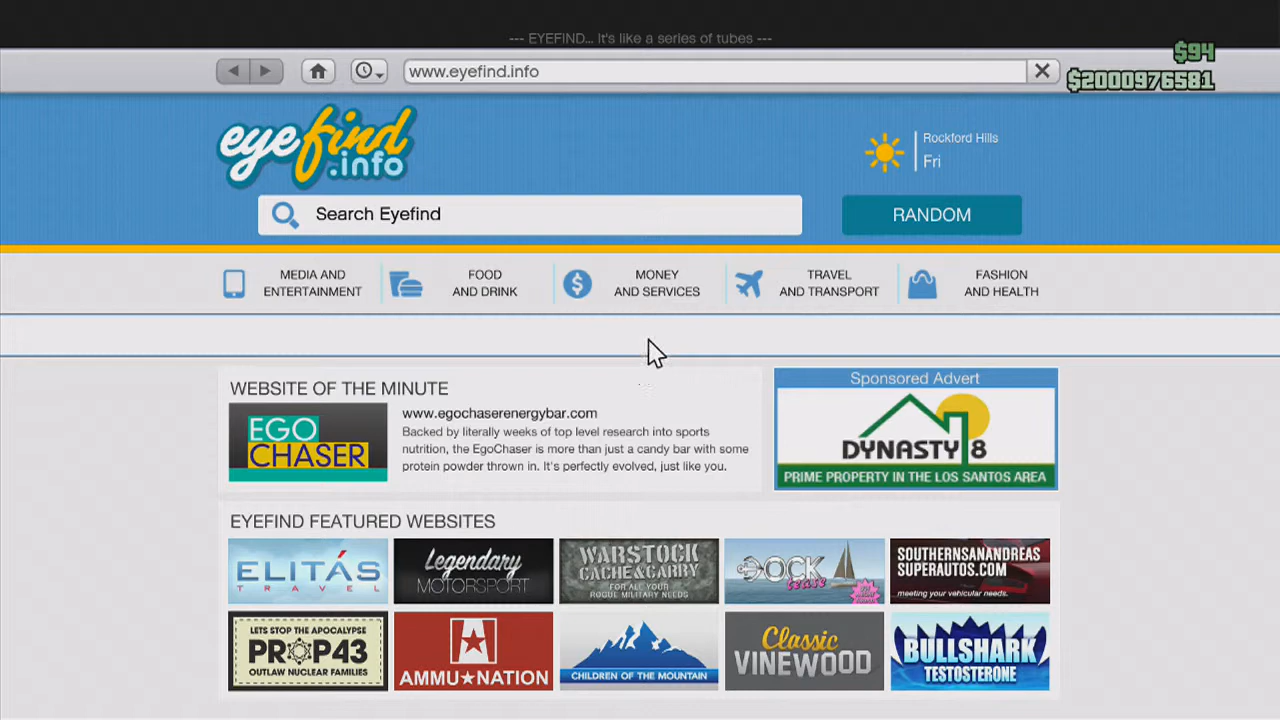 --- EYEFIND... It's like a series of tubes ---
$94
www.eyefind.info
$2000976581
eyefind
.info
Rockford Hills
Fri
Search Eyefind
RANDOM
MEDIA AND
ENTERTAINMENT
FOOD
AND DRINK
MONEY
AND SERVICES
TRAVEL
AND TRANSPORT
FASHION
AND HEALTH
WEBSITE OF THE MINUTE
EGO
CHASER
www.egochaserenergybar.com
Backed by literally weeks of top level research into sports
nutrition, the EgoChaser is more than just a candy bar with some
protein powder thrown in. It's perfectly evolved, just like you.
Sponsored Advert
DYNASTY 8
PRIME PROPERTY IN THE LOS SANTOS AREA
EYEFIND FEATURED WEBSITES
ELITÁS
TRAVEL
Legendary
MOTORSPORT
WARSTOCK
CACHE & CARRY
FOR ALL YOUR
ROGUE MILITARY NEEDS
DOCK
tease
SOUTHERNSANANDREAS
SUPERAUTOS.COM
meeting your vehicular needs.
LETS STOP THE APOCALYPSE
PROP43
OUTLAW NUCLEAR FAMILIES
AMMU★NATION
CHILDREN OF THE MOUNTAIN
Classic
VINEWOOD
BULLSHARK
TESTOSTERONE